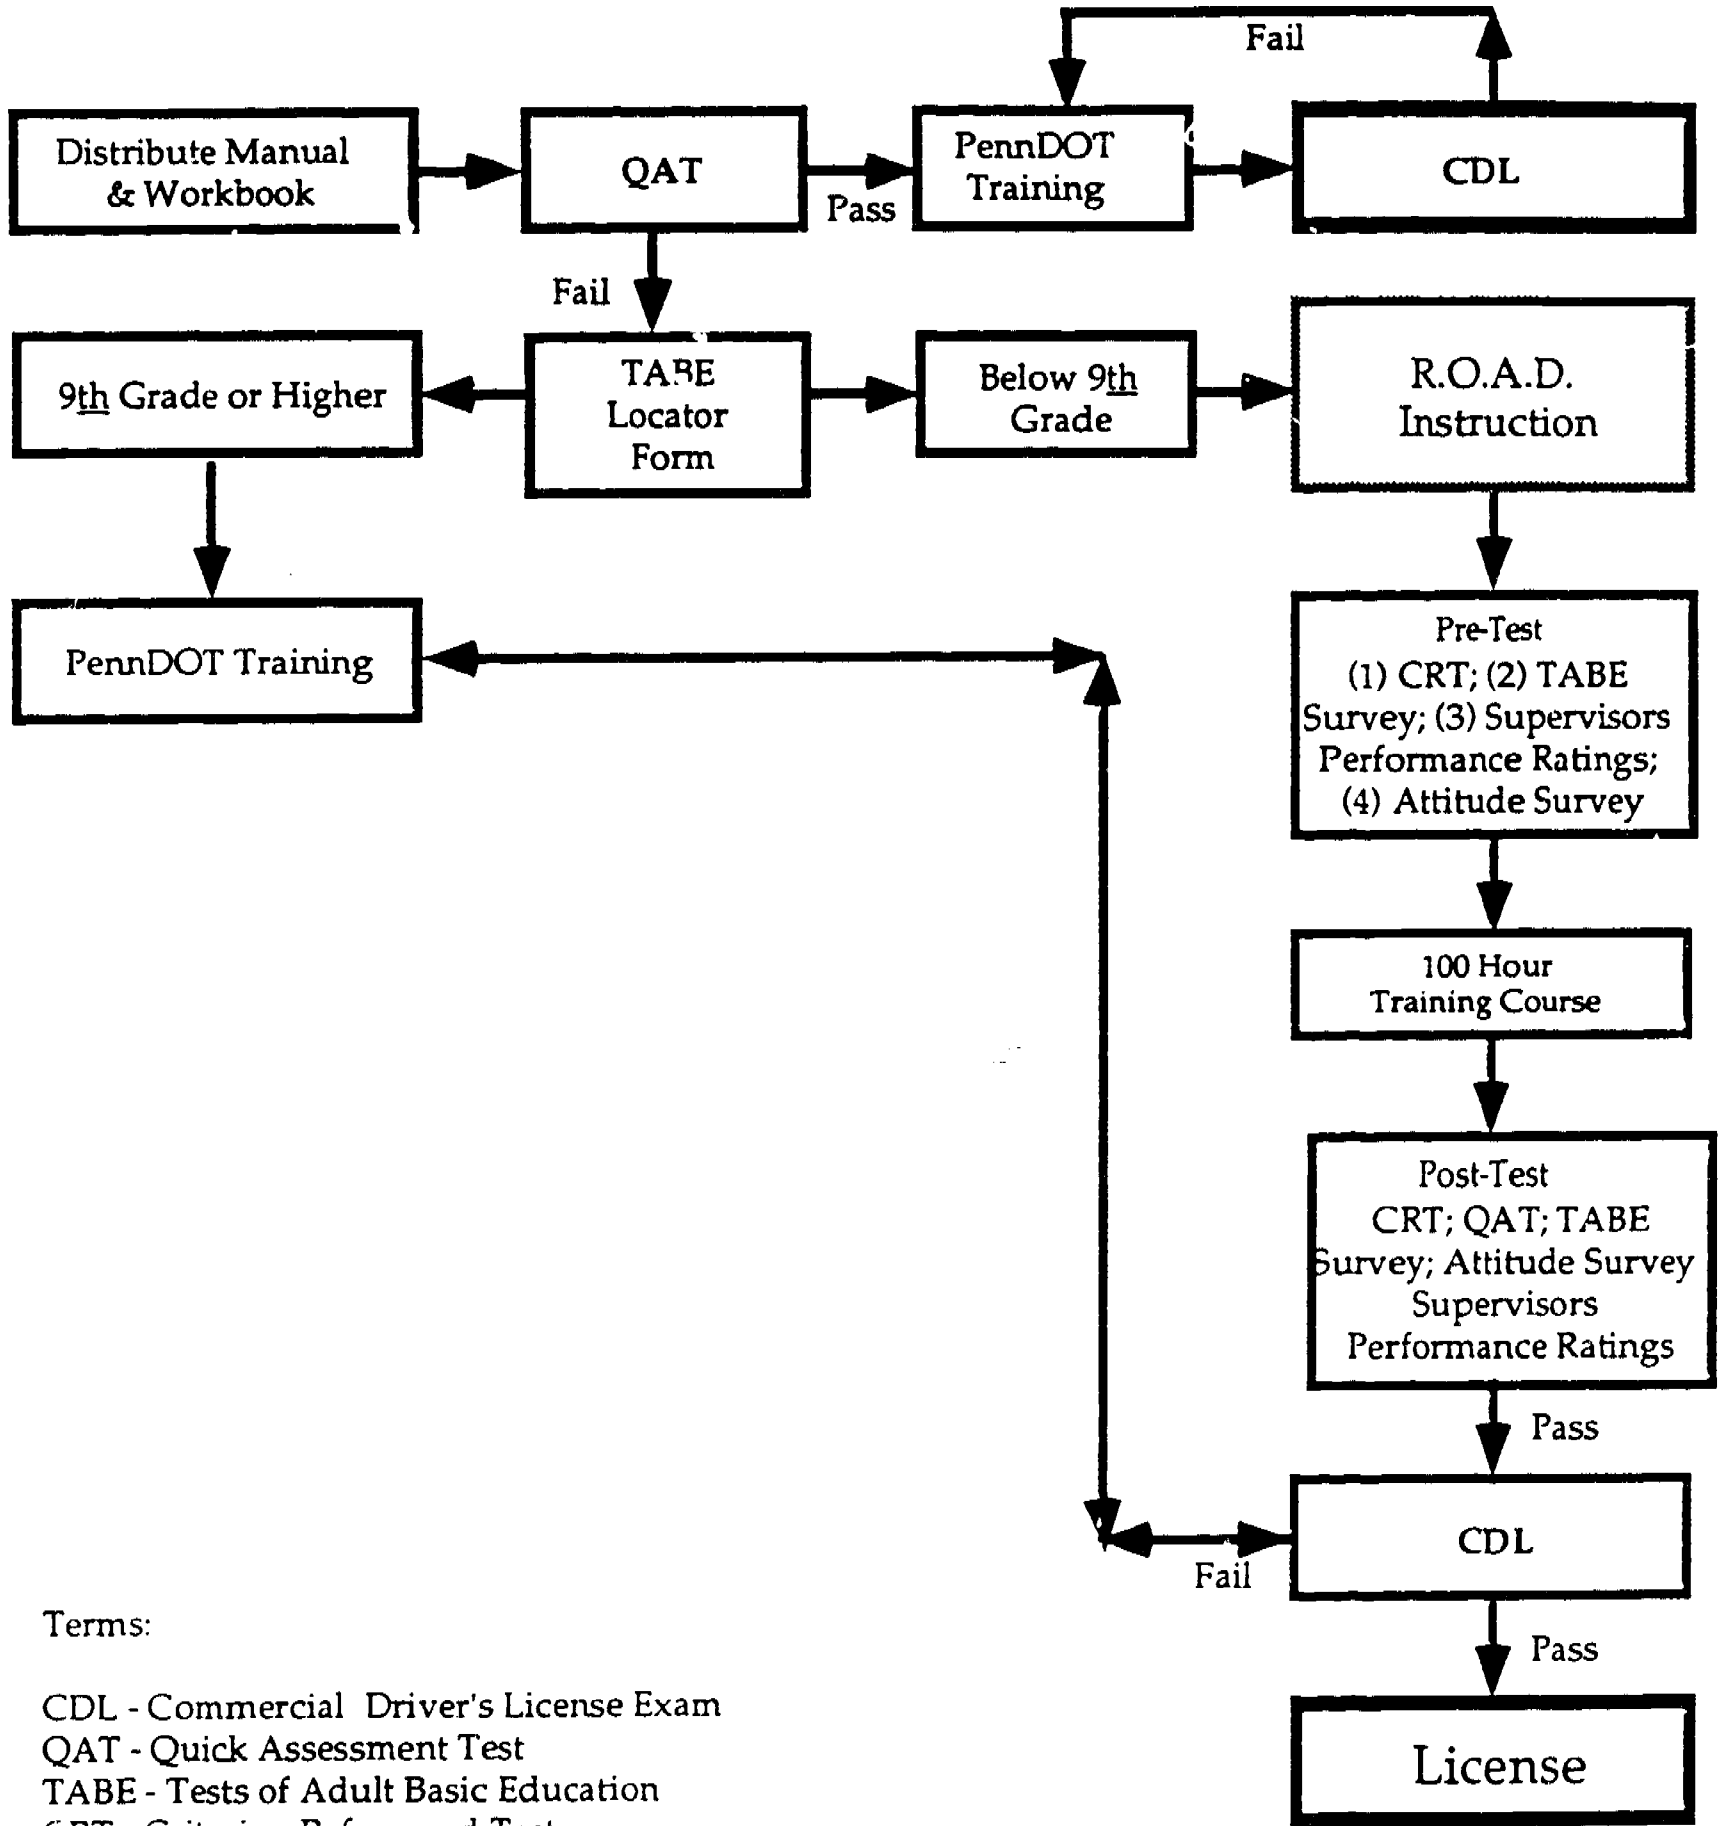 Fail
Distribute Manual
& Workbook
QAT
Pass
PennDOT
Training
CDL
Fail
9th Grade or Higher
TABE
Locator
Form
Below 9th
Grade
R.O.A.D.
Instruction
PennDOT Training
Pre-Test
(1) CRT; (2) TABE
Survey; (3) Supervisors
Performance Ratings;
(4) Attitude Survey
100 Hour
Training Course
Post-Test
CRT; QAT; TABE
Survey; Attitude Survey
Supervisors
Performance Ratings
Pass
CDL
Fail
Pass
License
Terms:
CDL - Commercial Driver's License Exam
QAT - Quick Assessment Test
TABE - Tests of Adult Basic Education